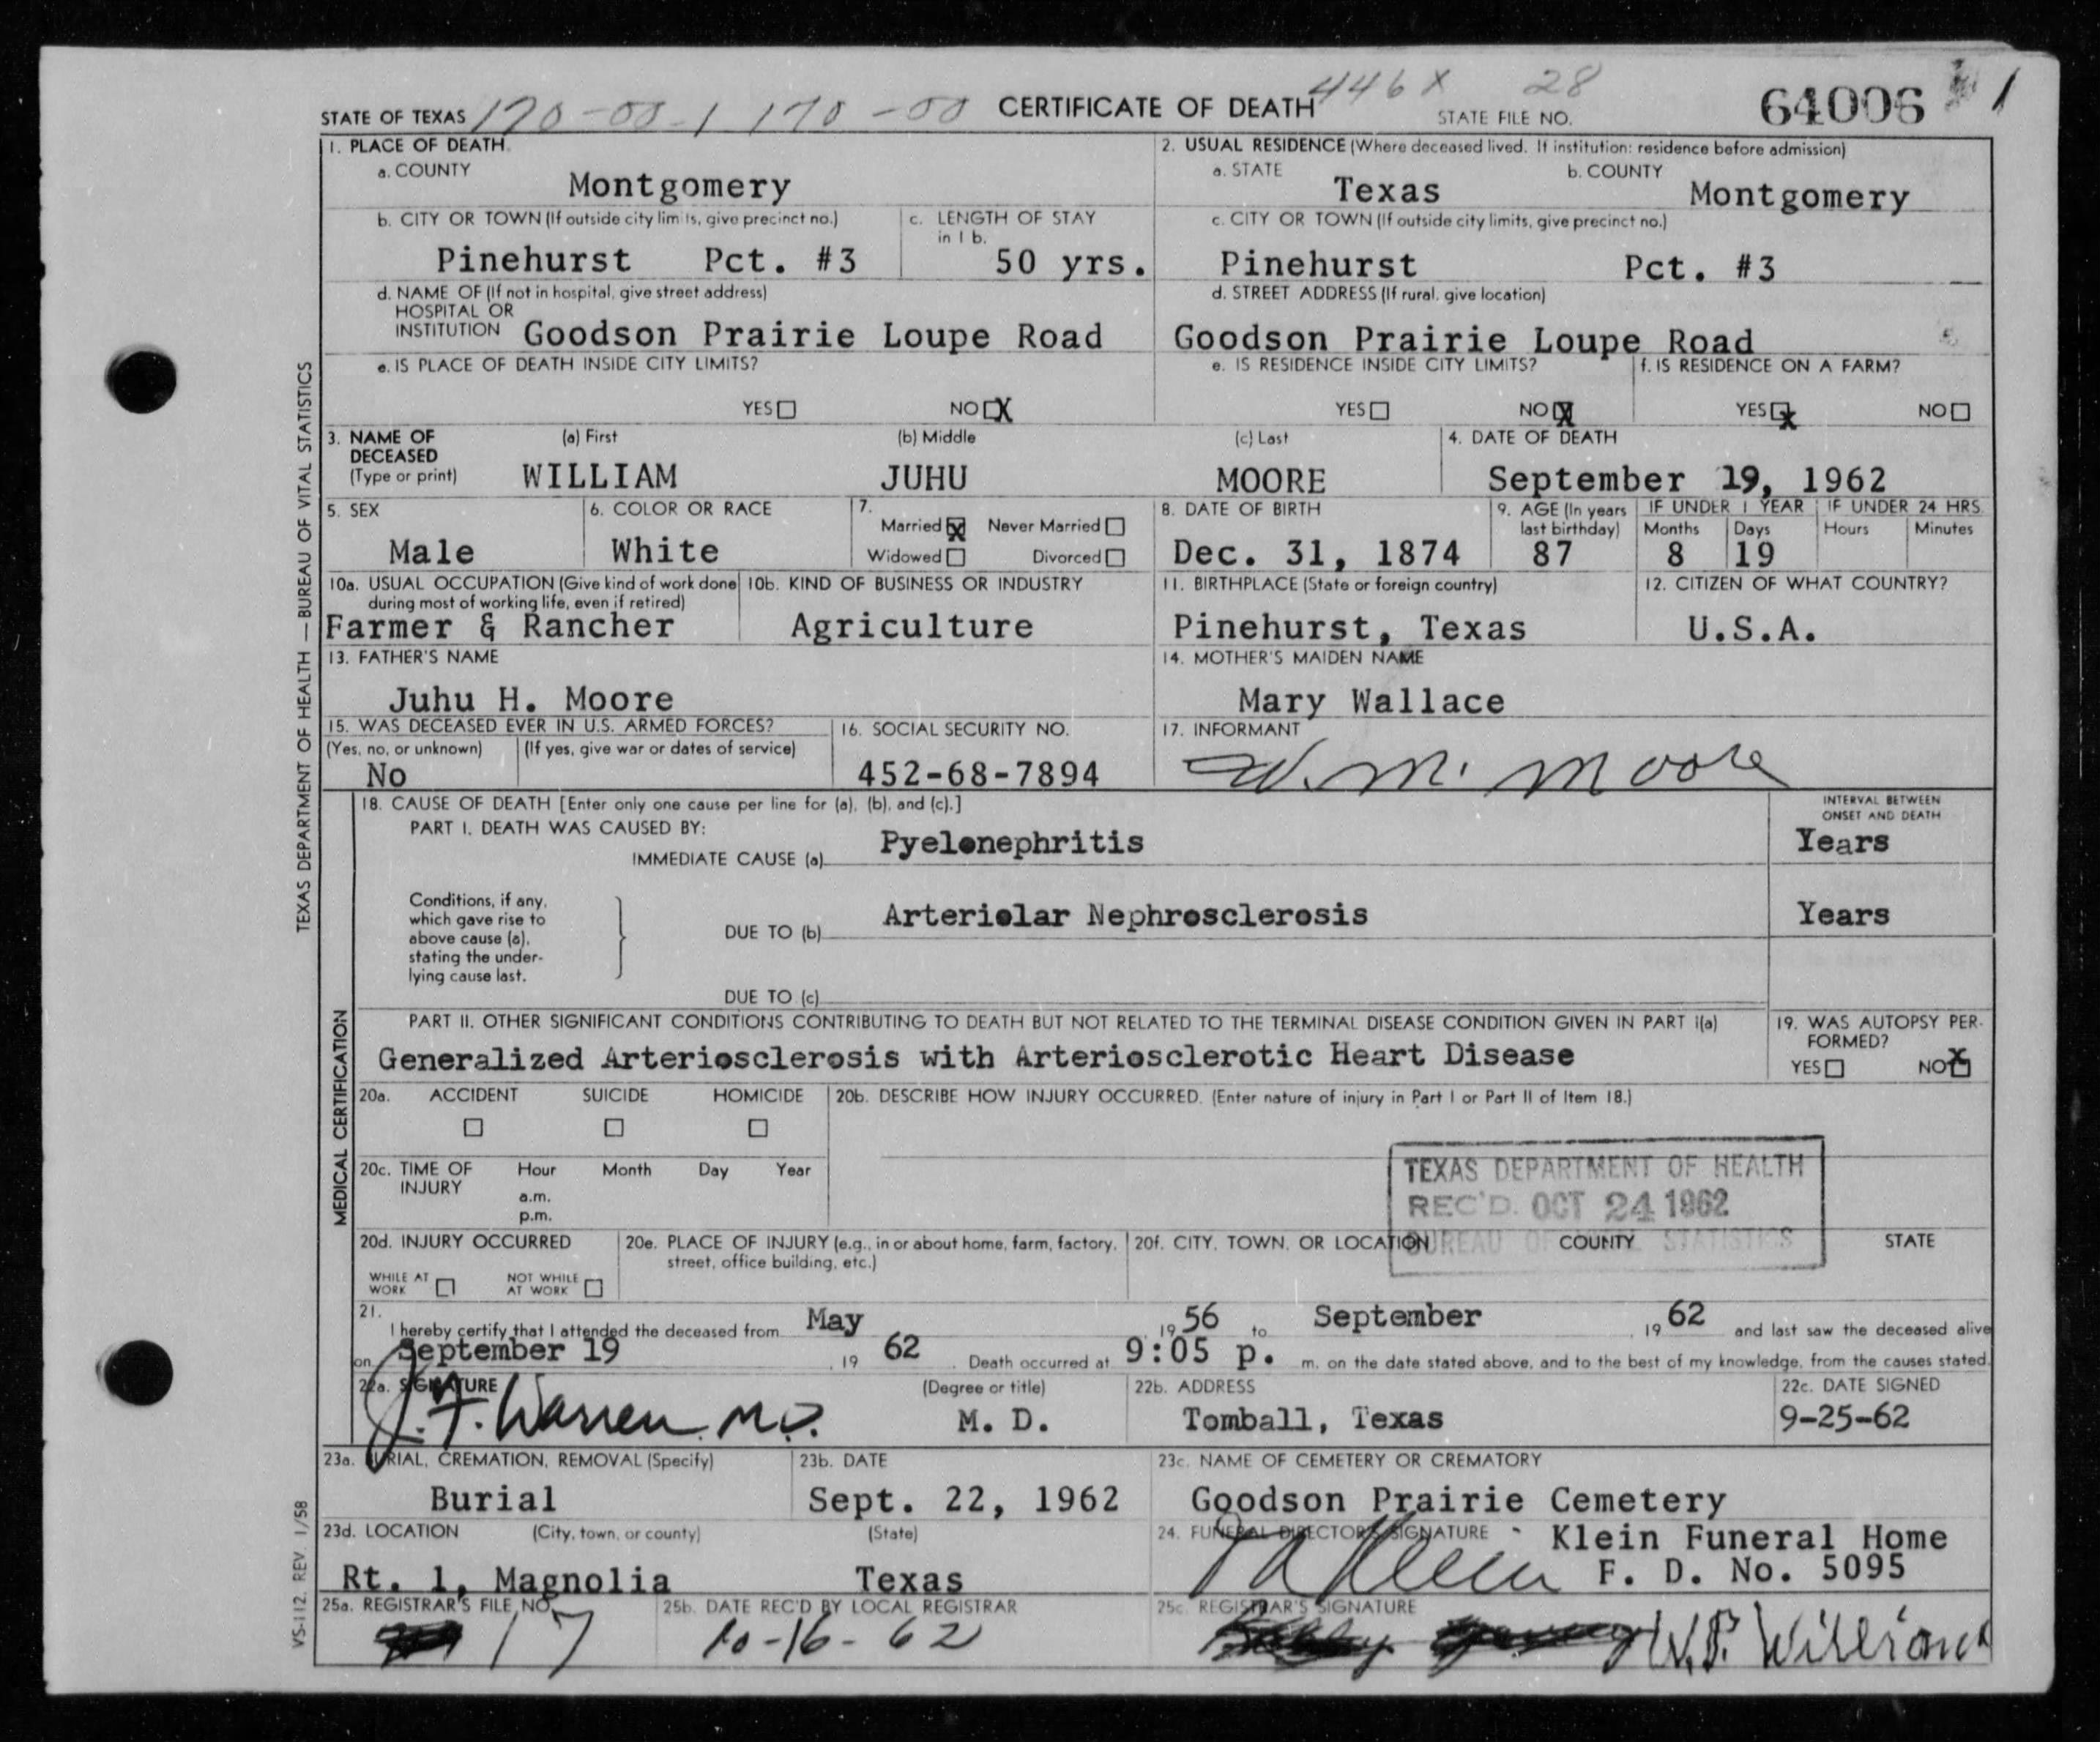 STATE OF TEXAS 170-00-1 170-00 CERTIFICATE OF DEATH 446X 28 STATE FILE NO. 64006 1
1. PLACE OF DEATH
a. COUNTY Montgomery
b. CITY OR TOWN (If outside city limits, give precinct no.) Pinehurst Pct. #3
c. LENGTH OF STAY in 1 b. 50 yrs.
d. NAME OF (If not in hospital, give street address) HOSPITAL OR INSTITUTION Goodson Prairie Loupe Road
e. IS PLACE OF DEATH INSIDE CITY LIMITS?
YES NO X
2. USUAL RESIDENCE (Where deceased lived. If institution: residence before admission)
a. STATE Texas b. COUNTY Montgomery
c. CITY OR TOWN (If outside city limits, give precinct no.)
Pinehurst Pct. #3
d. STREET ADDRESS (If rural, give location)
Goodson Prairie Loupe Road
e. IS RESIDENCE INSIDE CITY LIMITS? YES NO X
f. IS RESIDENCE ON A FARM? YES X NO
3. NAME OF DECEASED (Type or print) (a) First (b) Middle (c) Last
WILLIAM JUHU MOORE
4. DATE OF DEATH September 19, 1962
5. SEX Male
6. COLOR OR RACE White
7. Married X Never Married Widowed Divorced
8. DATE OF BIRTH Dec. 31, 1874
9. AGE (In years last birthday) 87
IF UNDER 1 YEAR Months 8 Days 19
IF UNDER 24 HRS. Hours Minutes
10a. USUAL OCCUPATION (Give kind of work done during most of working life, even if retired)
Farmer & Rancher
10b. KIND OF BUSINESS OR INDUSTRY Agriculture
11. BIRTHPLACE (State or foreign country) Pinehurst, Texas
12. CITIZEN OF WHAT COUNTRY? U.S.A.
13. FATHER'S NAME Juhu H. Moore
14. MOTHER'S MAIDEN NAME Mary Wallace
15. WAS DECEASED EVER IN U.S. ARMED FORCES?
(Yes, no, or unknown) (If yes, give war or dates of service)
No
16. SOCIAL SECURITY NO. 452-68-7894
17. INFORMANT W. M. Moore
18. CAUSE OF DEATH [Enter only one cause per line for (a), (b), and (c).]
INTERVAL BETWEEN ONSET AND DEATH
PART I. DEATH WAS CAUSED BY:
IMMEDIATE CAUSE (a) Pyelonephritis Years
Conditions, if any, which gave rise to above cause (a), stating the underlying cause last.
DUE TO (b) Arteriolar Nephrosclerosis Years
DUE TO (c)
PART II. OTHER SIGNIFICANT CONDITIONS CONTRIBUTING TO DEATH BUT NOT RELATED TO THE TERMINAL DISEASE CONDITION GIVEN IN PART I(a)
Generalized Arteriosclerosis with Arteriosclerotic Heart Disease
19. WAS AUTOPSY PERFORMED? YES NO X
20a. ACCIDENT SUICIDE HOMICIDE
20b. DESCRIBE HOW INJURY OCCURRED. (Enter nature of injury in Part I or Part II of Item 18.)
20c. TIME OF INJURY Hour a.m. p.m. Month Day Year
TEXAS DEPARTMENT OF HEALTH
REC'D. OCT 24 1962
BUREAU OF VITAL STATISTICS
20d. INJURY OCCURRED WHILE AT WORK NOT WHILE AT WORK
20e. PLACE OF INJURY (e.g., in or about home, farm, factory, street, office building, etc.)
20f. CITY, TOWN, OR LOCATION COUNTY STATE
21. I hereby certify that I attended the deceased from May, 19 56 to September, 19 62 and last saw the deceased alive
on September 19, 19 62. Death occurred at 9:05 p. m. on the date stated above, and to the best of my knowledge, from the causes stated.
22a. SIGNATURE J. F. Warren M.D. (Degree or title) M. D.
22b. ADDRESS Tomball, Texas
22c. DATE SIGNED 9-25-62
23a. BURIAL, CREMATION, REMOVAL (Specify) Burial
23b. DATE Sept. 22, 1962
23c. NAME OF CEMETERY OR CREMATORY Goodson Prairie Cemetery
23d. LOCATION (City, town, or county) (State)
Rt. 1, Magnolia Texas
24. FUNERAL DIRECTOR'S SIGNATURE Klein
Klein Funeral Home
F. D. No. 5095
25a. REGISTRAR'S FILE NO. 17
25b. DATE REC'D BY LOCAL REGISTRAR 10-16-62
25c. REGISTRAR'S SIGNATURE W.P. Williams
TEXAS DEPARTMENT OF HEALTH — BUREAU OF VITAL STATISTICS
MEDICAL CERTIFICATION
VS-112. REV. 1/58